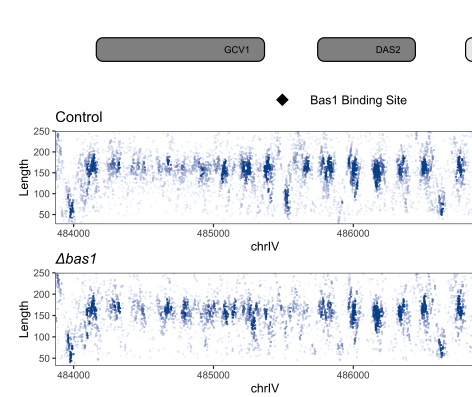 GCV1 DAS2
Bas1 Binding Site
Control
250
200
150
100
50
Length
484000 485000 486000
chrIV
Δbas1
250
200
150
100
50
Length
484000 485000 486000
chrIV